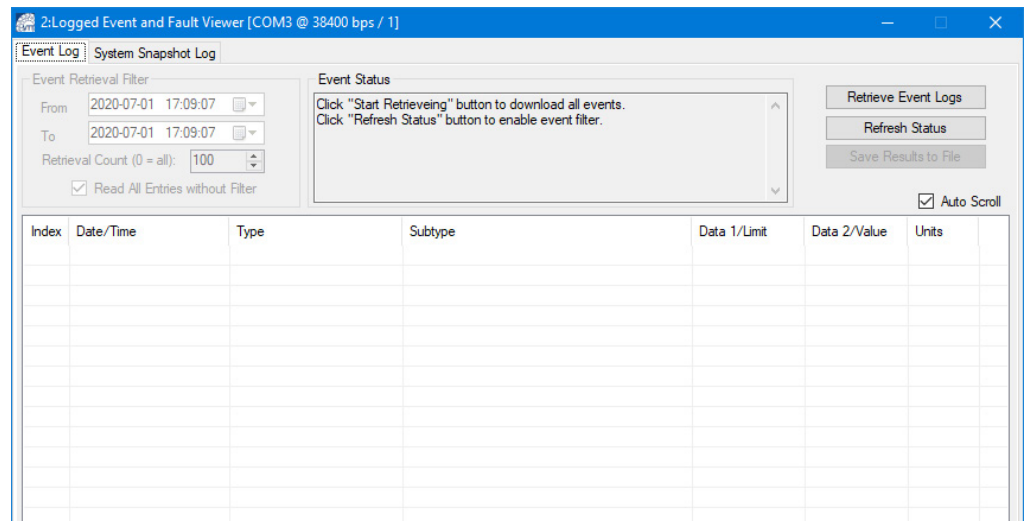 2:Logged Event and Fault Viewer [COM3 @ 38400 bps / 1]
Event Log System Snapshot Log
Event Retrieval Filter
From 2020-07-01 17:09:07
To 2020-07-01 17:09:07
Retrieval Count (0 = all): 100
Read All Entries without Filter
Event Status
Click "Start Retrieveing" button to download all events.
Click "Refresh Status" button to enable event filter.
Retrieve Event Logs
Refresh Status
Save Results to File
Auto Scroll
Index Date/Time Type Subtype Data 1/Limit Data 2/Value Units